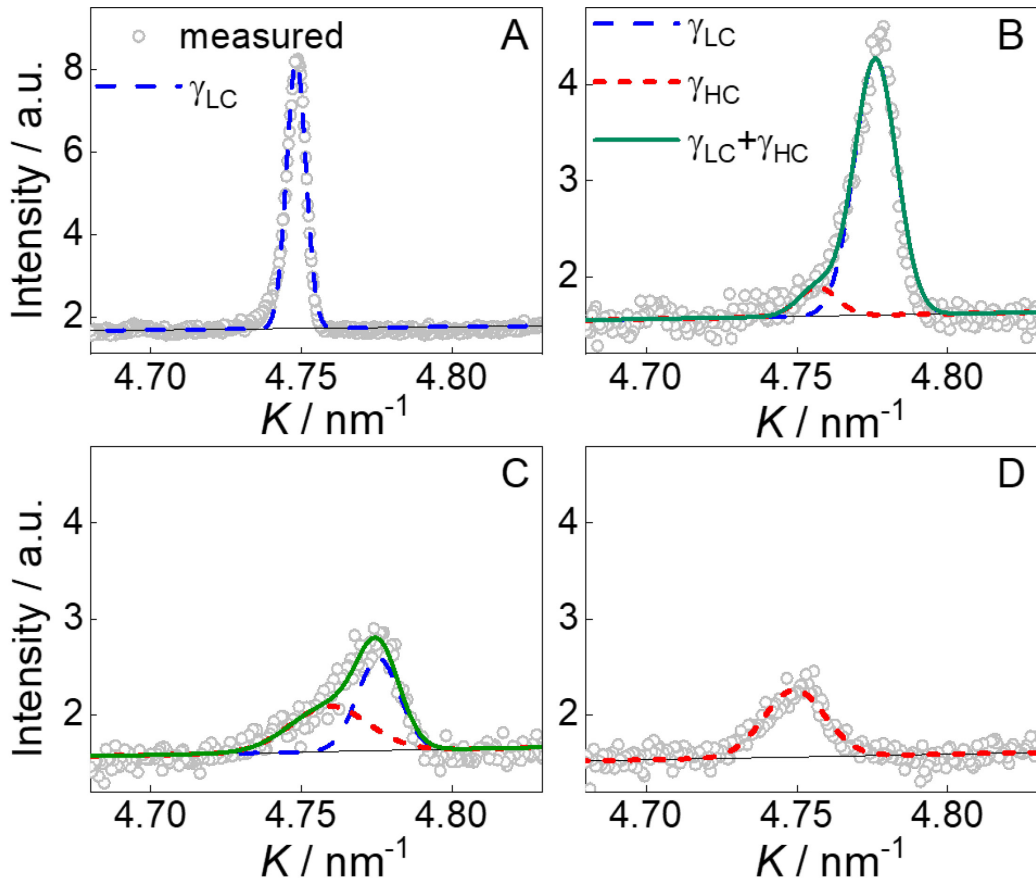 measured
γLC
A
8
6
4
2
Intensity / a.u.
4.70 4.75 4.80
K / nm-1
γLC
γHC
γLC+γHC
B
4
3
2
4.70 4.75 4.80
K / nm-1
C
4
3
2
Intensity / a.u.
4.70 4.75 4.80
K / nm-1
D
4
3
2
4.70 4.75 4.80
K / nm-1